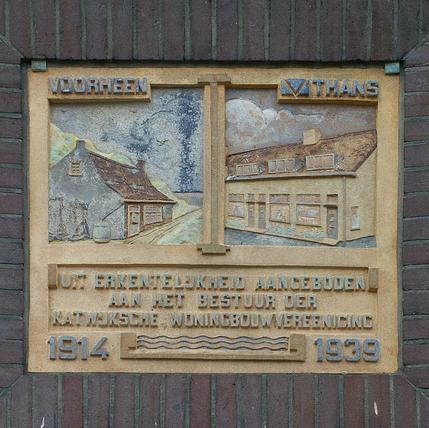 VOORHEEN
THANS
UIT ERKENTELIJKHEID AANGEBODEN
AAN HET BESTUUR DER
KATWIJKSCHE WONINGBOUWVEREENIGING
1914 1939